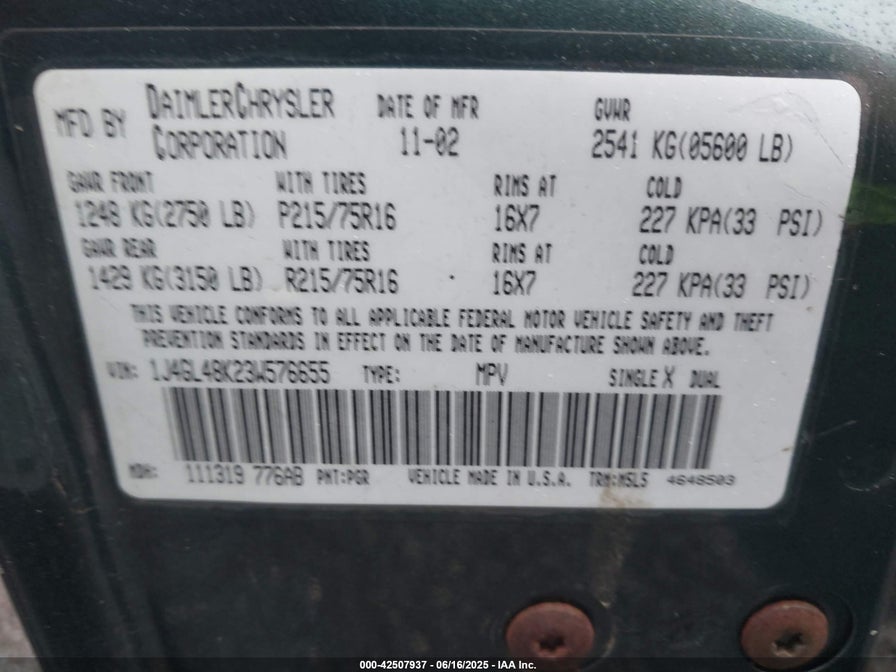 MFD BY DAIMLERCHRYSLER CORPORATION DATE OF MFR 11-02 GVWR 2541 KG(05600 LB)
GAWR FRONT WITH TIRES RIMS AT COLD
1248 KG(2750 LB) P215/75R16 16X7 227 KPA(33 PSI)
GAWR REAR WITH TIRES RIMS AT COLD
1429 KG(3150 LB) R215/75R16 16X7 227 KPA(33 PSI)
THIS VEHICLE CONFORMS TO ALL APPLICABLE FEDERAL MOTOR VEHICLE SAFETY AND THEFT
PREVENTION STANDARDS IN EFFECT ON THE DATE OF MANUFACTURE SHOWN ABOVE.
VIN: 1J4GL48K23W576655 TYPE: MPV SINGLE X DUAL
MDH: 111319 776AB PNT:PGR VEHICLE MADE IN U.S.A. TRM:MSL5 4648503
000-42507937 - 06/16/2025 - IAA Inc.